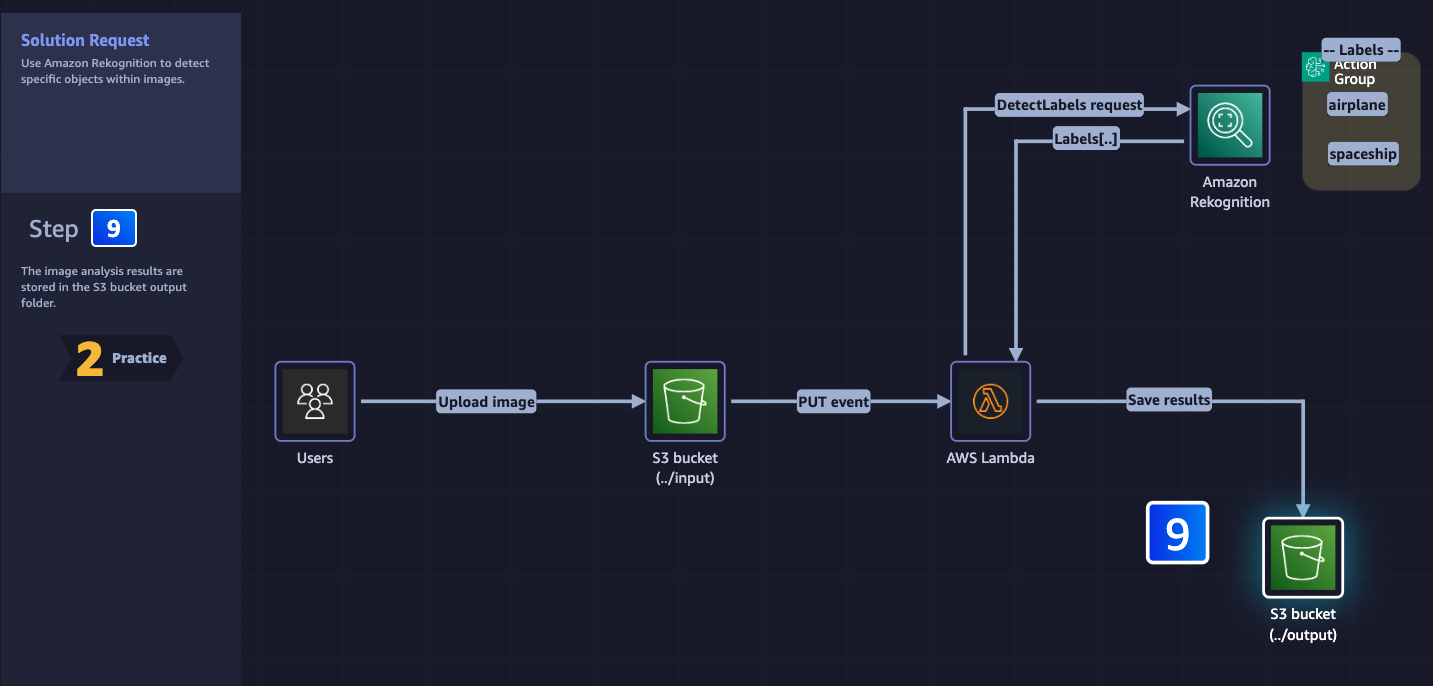 Solution Request
Use Amazon Rekognition to detect
specific objects within images.
Step 9
The image analysis results are
stored in the S3 bucket output
folder.
2 Practice
-- Labels --
Action
Group
airplane
spaceship
DetectLabels request
Labels[..]
Amazon
Rekognition
Upload image
PUT event
Save results
Users
S3 bucket
(../input)
AWS Lambda
9
S3 bucket
(../output)